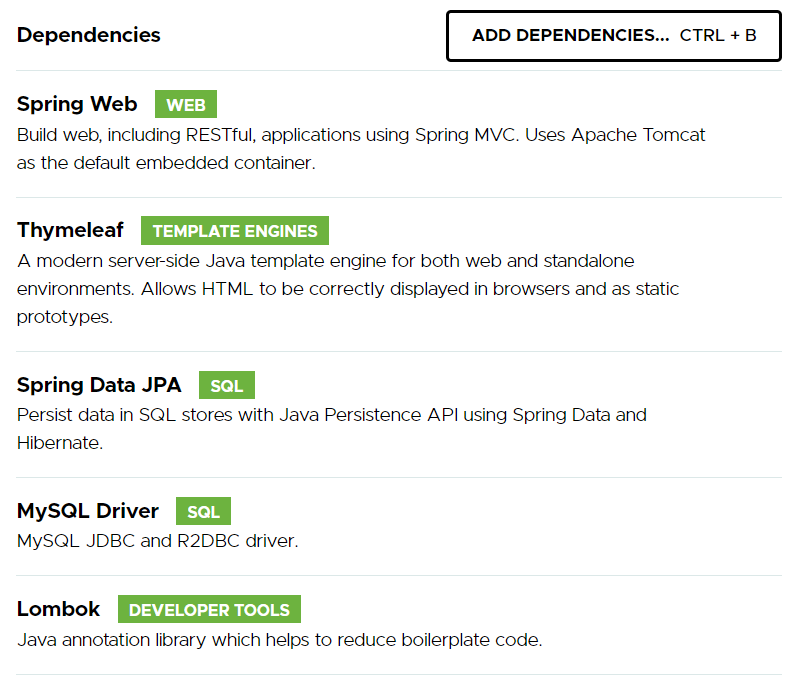 Dependencies
ADD DEPENDENCIES... CTRL + B
Spring Web WEB
Build web, including RESTful, applications using Spring MVC. Uses Apache Tomcat
as the default embedded container.
Thymeleaf TEMPLATE ENGINES
A modern server-side Java template engine for both web and standalone
environments. Allows HTML to be correctly displayed in browsers and as static
prototypes.
Spring Data JPA SQL
Persist data in SQL stores with Java Persistence API using Spring Data and
Hibernate.
MySQL Driver SQL
MySQL JDBC and R2DBC driver.
Lombok DEVELOPER TOOLS
Java annotation library which helps to reduce boilerplate code.